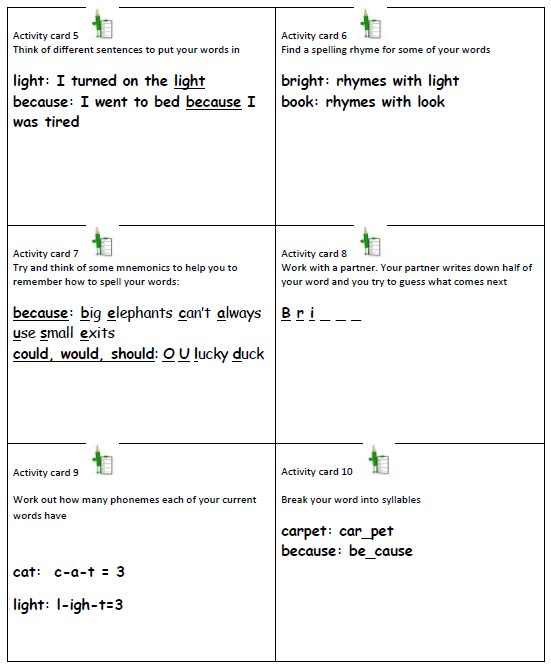 Activity card 5
Think of different sentences to put your words in
light: I turned on the light
because: I went to bed because I
was tired
Activity card 6
Find a spelling rhyme for some of your words
bright: rhymes with light
book: rhymes with look
Activity card 7
Try and think of some mnemonics to help you to
remember how to spell your words:
because: big elephants can't always
use small exits
could, would, should: O U lucky duck
Activity card 8
Work with a partner. Your partner writes down half of
your word and you try to guess what comes next
B r i _ _ _
Activity card 9
Work out how many phonemes each of your current
words have
cat: c-a-t = 3
light: l-igh-t=3
Activity card 10
Break your word into syllables
carpet: car_pet
because: be_cause